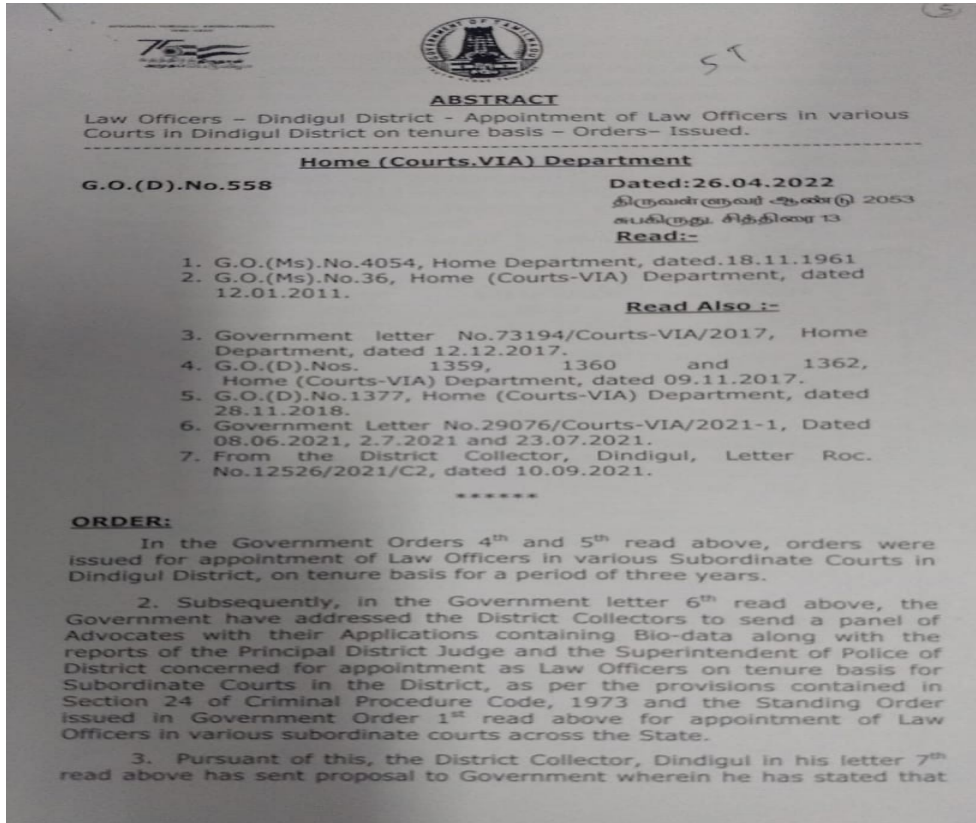 75
5 T
ABSTRACT
Law Officers – Dindigul District - Appointment of Law Officers in various
Courts in Dindigul District on tenure basis – Orders– Issued.
Home (Courts.VIA) Department
G.O.(D).No.558
Dated:26.04.2022
திருவள்ளுவர் ஆண்டு 2053
சுபகிருது, சித்திரை 13
Read:-
1. G.O.(Ms).No.4054, Home Department, dated.18.11.1961
2. G.O.(Ms).No.36, Home (Courts-VIA) Department, dated
12.01.2011.
Read Also :-
3. Government letter No.73194/Courts-VIA/2017, Home
Department, dated 12.12.2017.
4. G.O.(D).Nos. 1359, 1360 and 1362,
Home (Courts-VIA) Department, dated 09.11.2017.
5. G.O.(D).No.1377, Home (Courts-VIA) Department, dated
28.11.2018.
6. Government Letter No.29076/Courts-VIA/2021-1, Dated
08.06.2021, 2.7.2021 and 23.07.2021.
7. From the District Collector, Dindigul, Letter Roc.
No.12526/2021/C2, dated 10.09.2021.
******
ORDER:
In the Government Orders 4th and 5th read above, orders were
issued for appointment of Law Officers in various Subordinate Courts in
Dindigul District, on tenure basis for a period of three years.
2. Subsequently, in the Government letter 6th read above, the
Government have addressed the District Collectors to send a panel of
Advocates with their Applications containing Bio-data along with the
reports of the Principal District Judge and the Superintendent of Police of
District concerned for appointment as Law Officers on tenure basis for
Subordinate Courts in the District, as per the provisions contained in
Section 24 of Criminal Procedure Code, 1973 and the Standing Order
issued in Government Order 1st read above for appointment of Law
Officers in various subordinate courts across the State.
3. Pursuant of this, the District Collector, Dindigul in his letter 7th
read above has sent proposal to Government wherein he has stated that